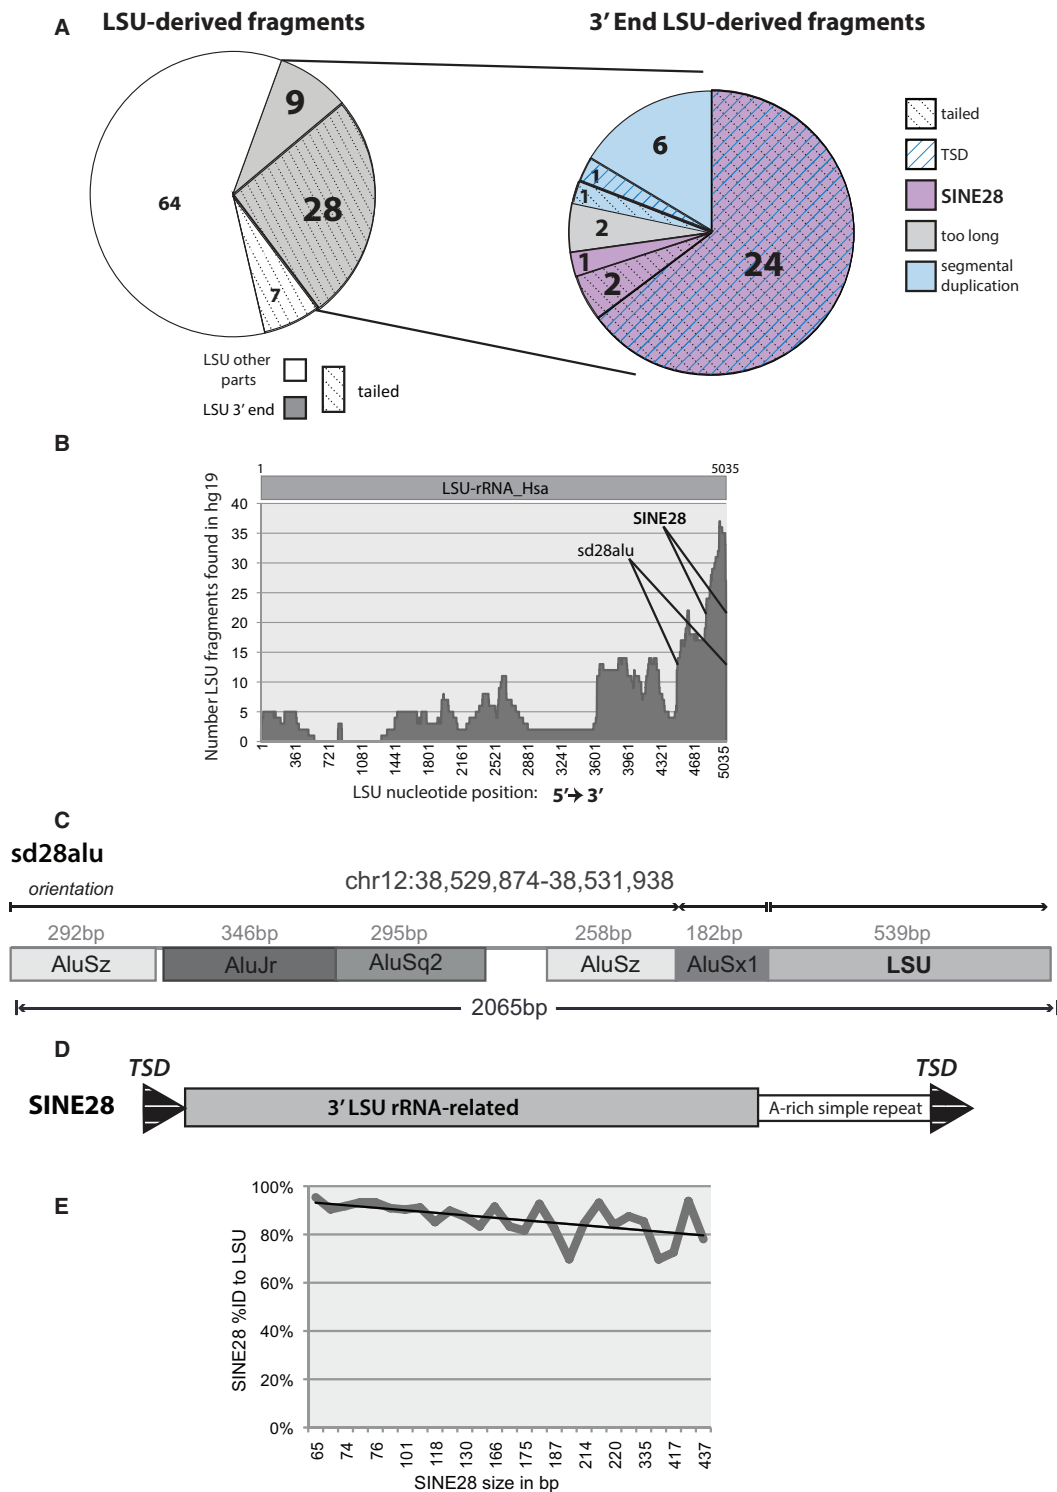 A
LSU-derived fragments
3′ End LSU-derived fragments
9
28
64
7
6
1
1
2
1
2
24
tailed
TSD
SINE28
too long
segmental
duplication
LSU other
parts
LSU 3′ end
tailed
B
1
5035
LSU-rRNA_Hsa
Number LSU fragments found in hg19
40
35
30
25
20
15
10
5
0
SINE28
sd28alu
1
361
721
1081
1441
1801
2161
2521
2881
3241
3601
3961
4321
4681
5035
LSU nucleotide position: 5′→ 3′
C
sd28alu
orientation
chr12:38,529,874-38,531,938
292bp
346bp
295bp
258bp
182bp
539bp
AluSz
AluJr
AluSq2
AluSz
AluSx1
LSU
2065bp
D
TSD
TSD
SINE28
3′ LSU rRNA-related
A-rich simple repeat
E
SINE28 %ID to LSU
100%
80%
60%
40%
20%
0%
65
74
76
101
118
130
166
175
187
214
220
335
417
437
SINE28 size in bp